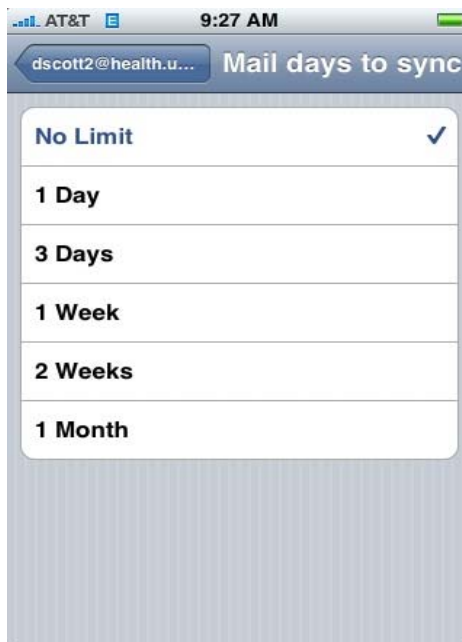 AT&T E 9:27 AM
dscott2@health.u... Mail days to sync
No Limit
1 Day
3 Days
1 Week
2 Weeks
1 Month